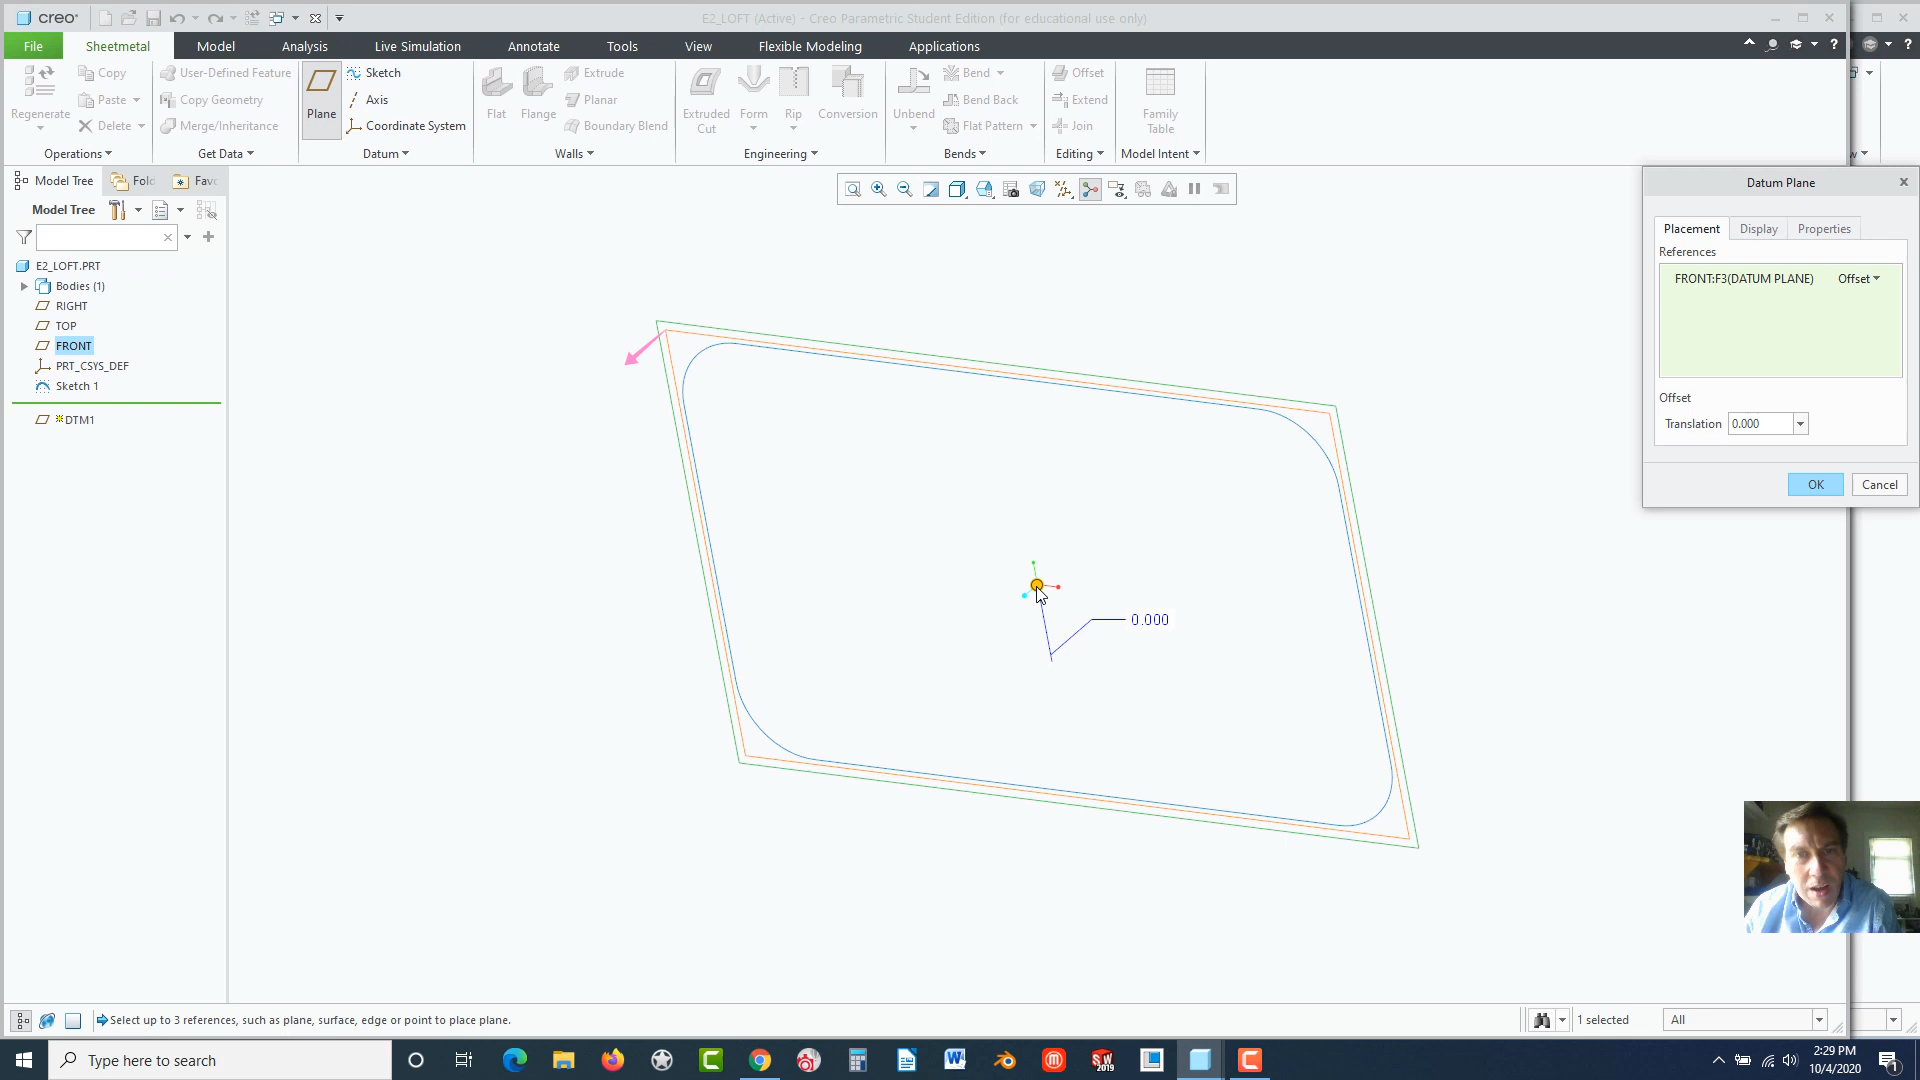 creo
E2_LOFT (Active) - Creo Parametric Student Edition (for educational use only)
File Sheetmetal Model Analysis Live Simulation Annotate Tools View Flexible Modeling Applications
Regenerate
Copy
Paste
Delete
Operations
User-Defined Feature
Copy Geometry
Merge/Inheritance
Get Data
Plane
Sketch
Axis
Coordinate System
Datum
Flat
Flange
Extrude
Planar
Boundary Blend
Walls
Extruded Cut
Form
Rip
Conversion
Engineering
Unbend
Bend
Bend Back
Flat Pattern
Bends
Offset
Extend
Join
Editing
Family Table
Model Intent
Model Tree Fold Fav
Model Tree
E2_LOFT.PRT
Bodies (1)
RIGHT
TOP
FRONT
PRT_CSYS_DEF
Sketch 1
DTM1
0.000
Datum Plane
Placement Display Properties
References
FRONT:F3(DATUM PLANE) Offset
Offset
Translation 0.000
OK Cancel
Select up to 3 references, such as plane, surface, edge or point to place plane.
1 selected
All
Type here to search
SW
2019
2:29 PM
10/4/2020
1